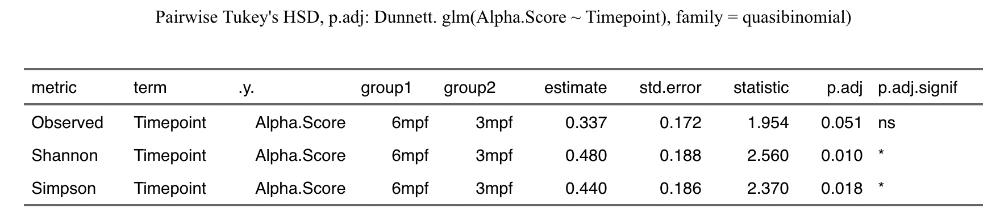 Pairwise Tukey's HSD, p.adj: Dunnett. glm(Alpha.Score ~ Timepoint), family = quasibinomial)
metric term .y. group1 group2 estimate std.error statistic p.adj p.adj.signif
Observed Timepoint Alpha.Score 6mpf 3mpf 0.337 0.172 1.954 0.051 ns
Shannon Timepoint Alpha.Score 6mpf 3mpf 0.480 0.188 2.560 0.010 *
Simpson Timepoint Alpha.Score 6mpf 3mpf 0.440 0.186 2.370 0.018 *